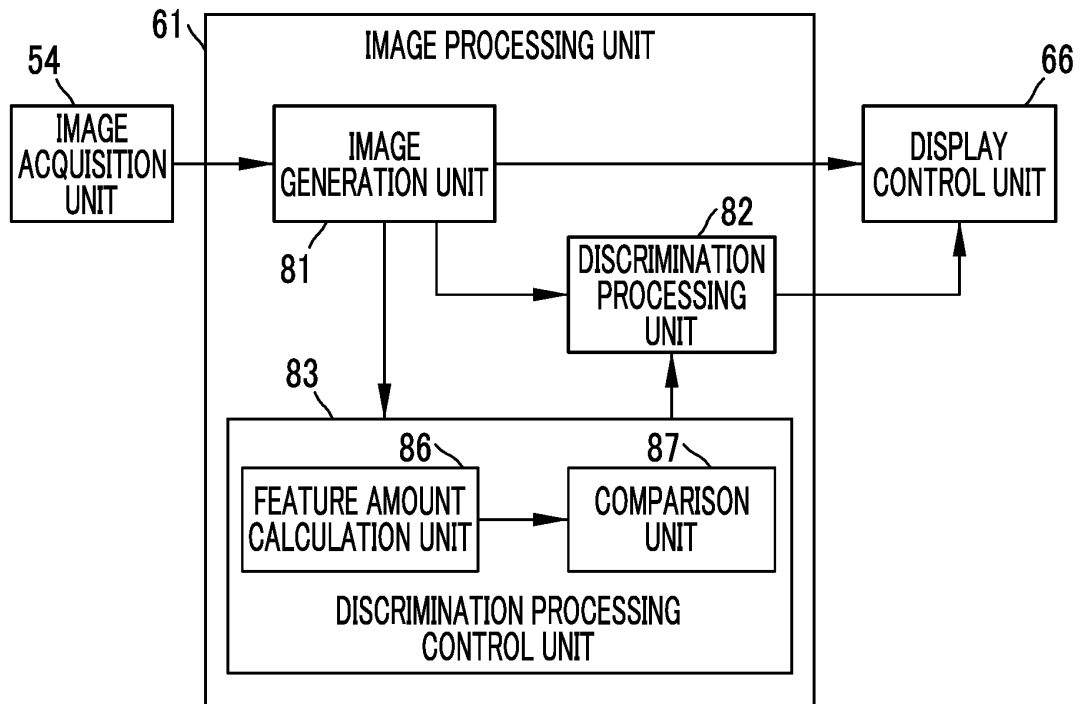 61
IMAGE PROCESSING UNIT
54
66
IMAGE
ACQUISITION
UNIT
IMAGE
GENERATION UNIT
DISPLAY
CONTROL UNIT
81
82
DISCRIMINATION
PROCESSING
UNIT
83
86
87
FEATURE AMOUNT
CALCULATION UNIT
COMPARISON
UNIT
DISCRIMINATION PROCESSING
CONTROL UNIT